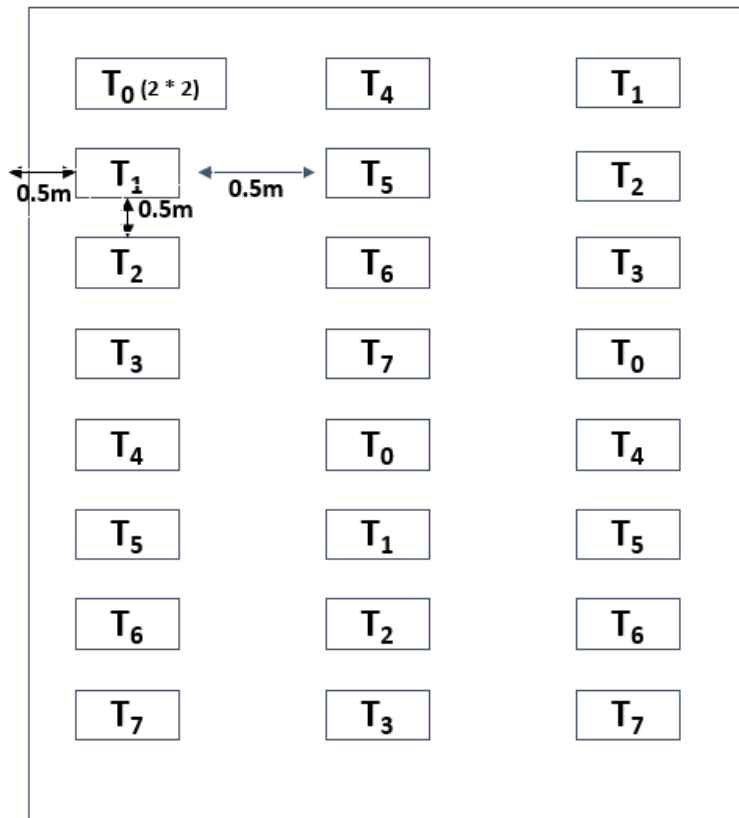 T₀ (2 * 2) T₄ T₁
T₁ T₅ T₂
0.5m 0.5m 0.5m
T₂ T₆ T₃
T₃ T₇ T₀
T₄ T₀ T₄
T₅ T₁ T₅
T₆ T₂ T₆
T₇ T₃ T₇